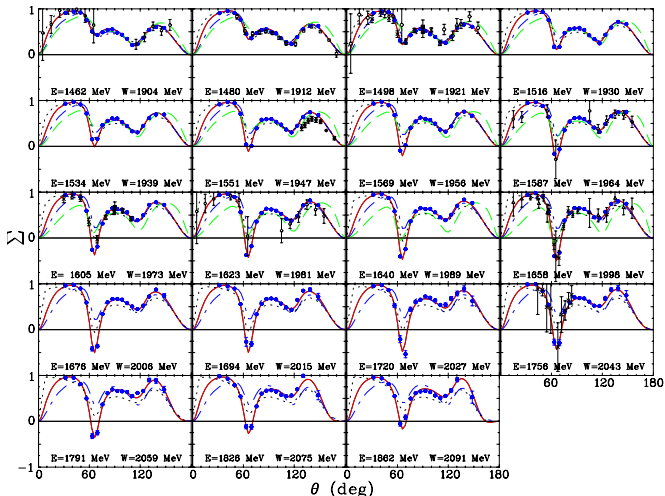 1
0
E=1462 MeV W=1904
E=1480 MeV W=1912
E=1498 MeV W=1921
E=1516 MeV W=1930 MeV
1
0
E=1534 MeV W=1939 MeV
E=1551 MeV W=1947 MeV
E=1569 MeV W=1956 MeV
E=1587 MeV W=1964 MeV
1
Σ
0
E= 1605 MeV W=1973 MeV
E=1623 MeV W=1981 MeV
E=1640 MeV W=1989 MeV
E=1658 MeV W=1998 MeV
1
0
E=1678 MeV W=2006 MeV
E=1694 MeV W=2015 MeV
E=1720 MeV W=2027 MeV
E=1756 MeV W=2043 MeV
60 120 180
1
0
E=1791 MeV W=2059 MeV
E=1826 MeV W=2075 MeV
E=1862 MeV W=2091 MeV
-1
0 60 120 0 60 120 0 60 120 180
θ (deg)